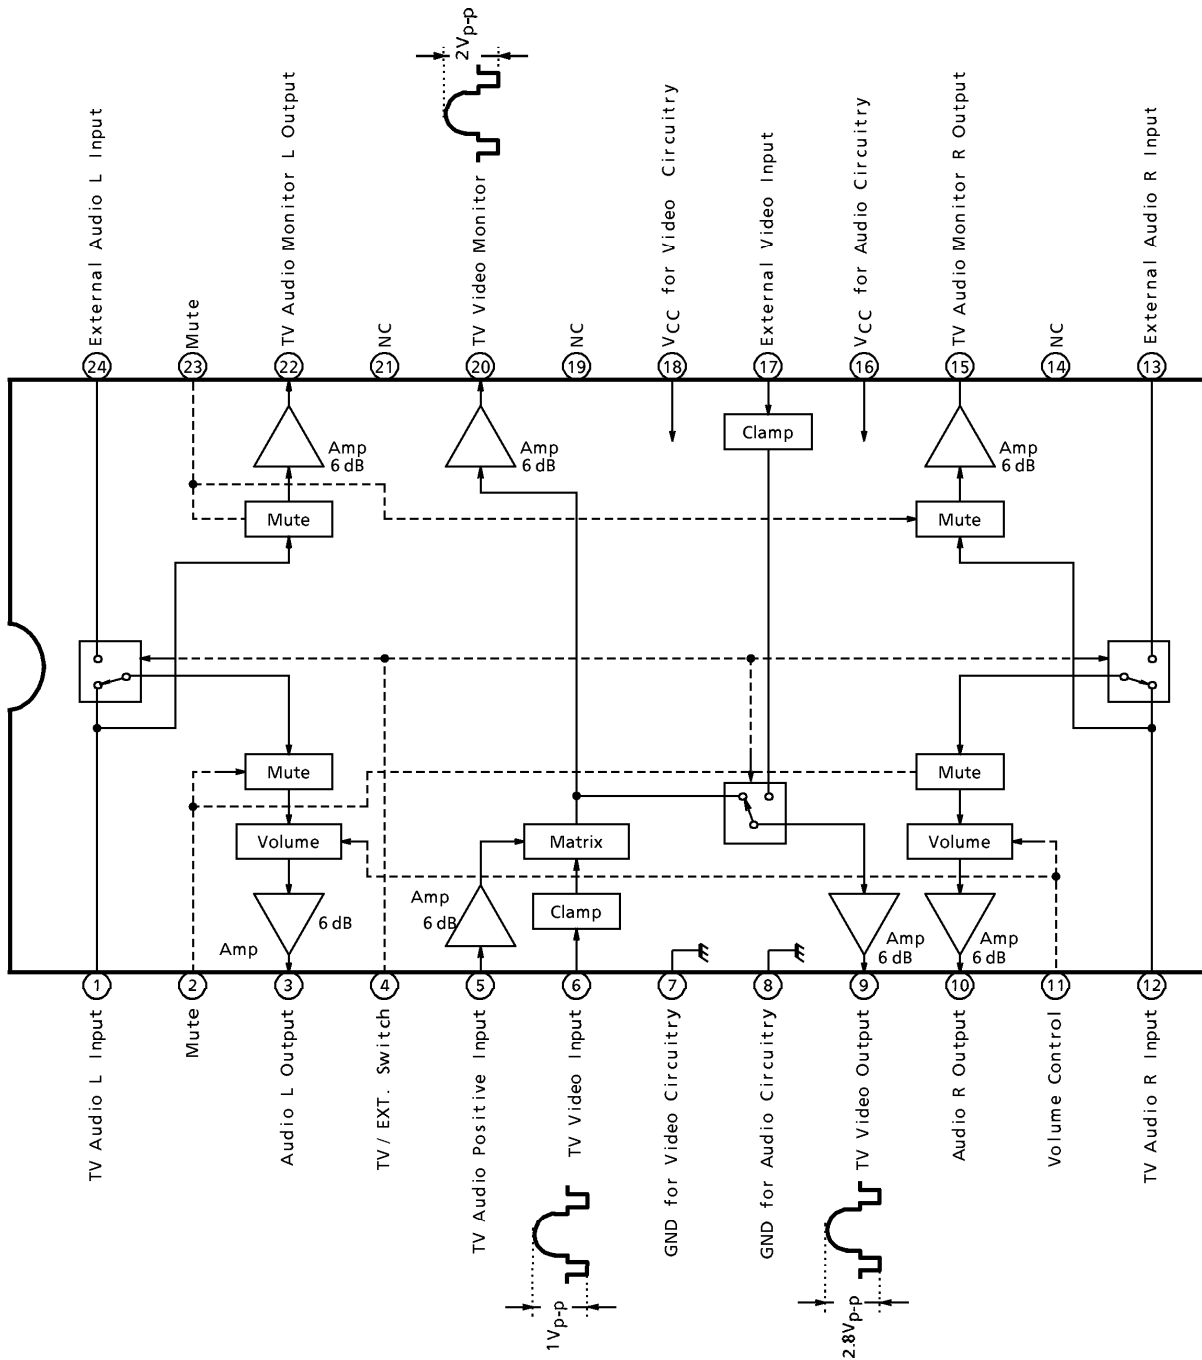 2Vp-p
External Audio L Input
Mute
TV Audio Monitor L Output
NC
TV Video Monitor
NC
VCC for Video Circuitry
External Video Input
VCC for Audio Circuitry
TV Audio Monitor R Output
NC
External Audio R Input
24
23
22
21
20
19
18
17
16
15
14
13
Amp
6 dB
Amp
6 dB
Clamp
Amp
6 dB
Mute
Mute
Mute
Mute
Volume
Matrix
Volume
Amp
6 dB
Amp
6 dB
Clamp
Amp
6 dB
Amp
6 dB
1
2
3
4
5
6
7
8
9
10
11
12
TV Audio L Input
Mute
Audio L Output
TV / EXT. Switch
TV Audio Positive Input
TV Video Input
GND for Video Circuitry
GND for Audio Circuitry
TV Video Output
Audio R Output
Volume Control
TV Audio R Input
1Vp-p
2.8Vp-p